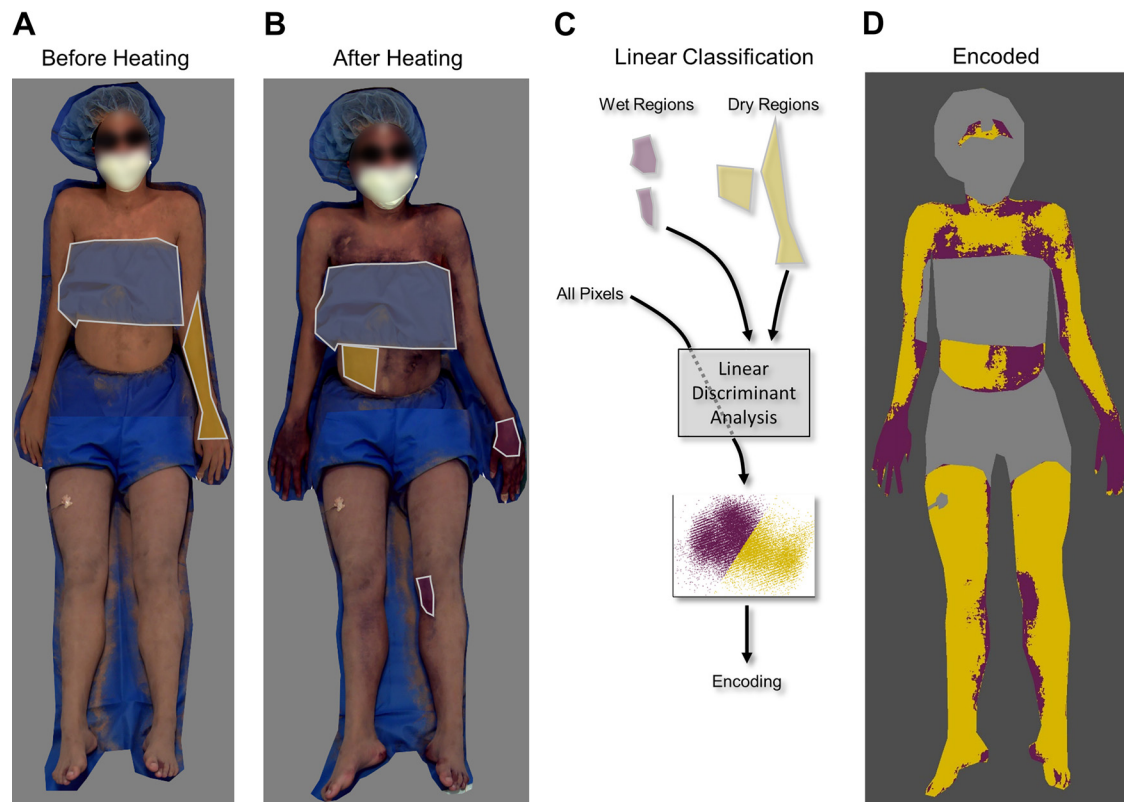 A
Before Heating
B
After Heating
C
Linear Classification
Wet Regions
Dry Regions
All Pixels
Linear
Discriminant
Analysis
Encoding
D
Encoded